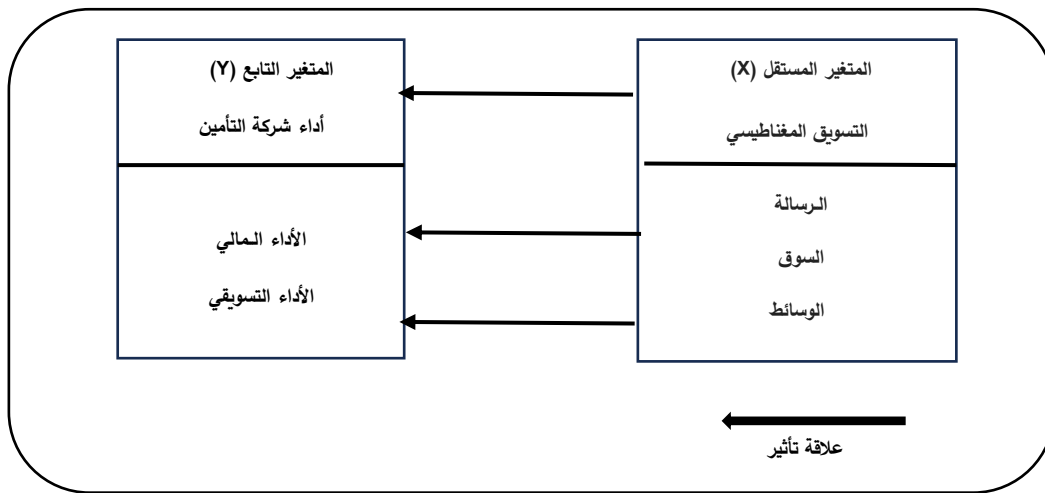 المتغير المستقل (X)
التسويق المغناطيسي
الرسالة
السوق
الوسائط
المتغير التابع (Y)
أداء شركة التأمين
الأداء المالي
الأداء التسويقي
علاقة تأثير